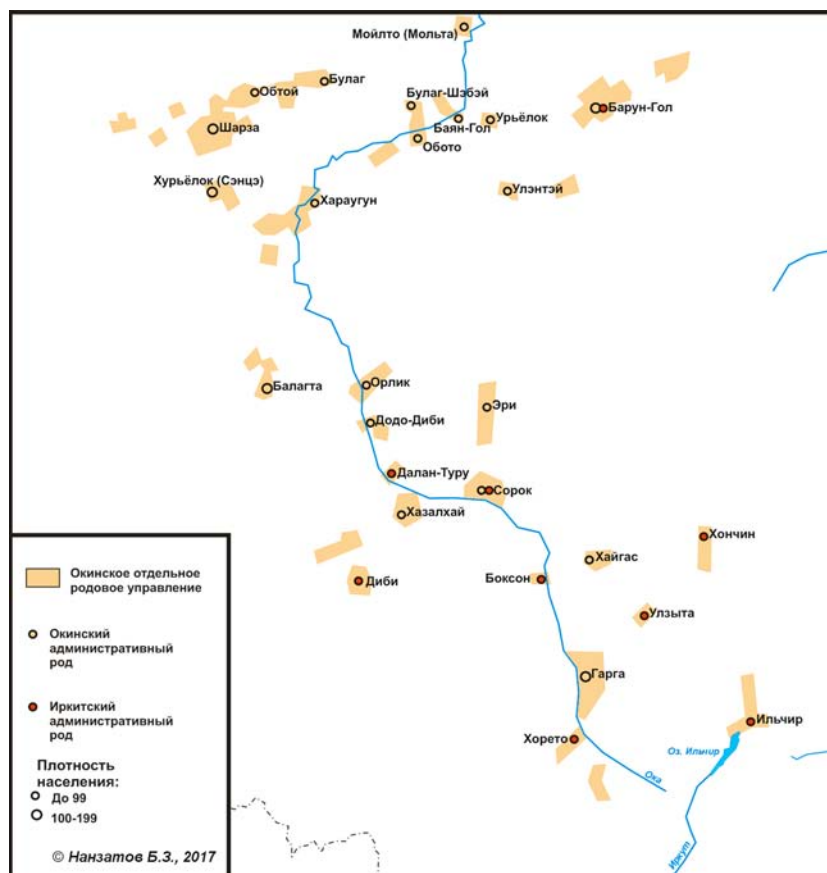 Мойлто (Мольта)
Булаг
Обтой
Булаг-Шэбэй
Барун-Гол
Шарза
Баян-Гол
Урьёлок
Обото
Хурьёлок (Сэнцэ)
Улэнтэй
Хараугун
Балагта
Орлик
Эри
Додо-Диби
Далан-Туру
Сорок
Хазалхай
Хончин
Хайгас
Диби
Боксон
Улзыта
Гарга
Ильчир
Хорето
Оз. Ильчир
Ока
Иркут
Окинское отдельное
родовое управление
Окинский
административный
род
Иркитский
административный
род
Плотность
населения:
До 99
100-199
© Нанзатов Б.З., 2017